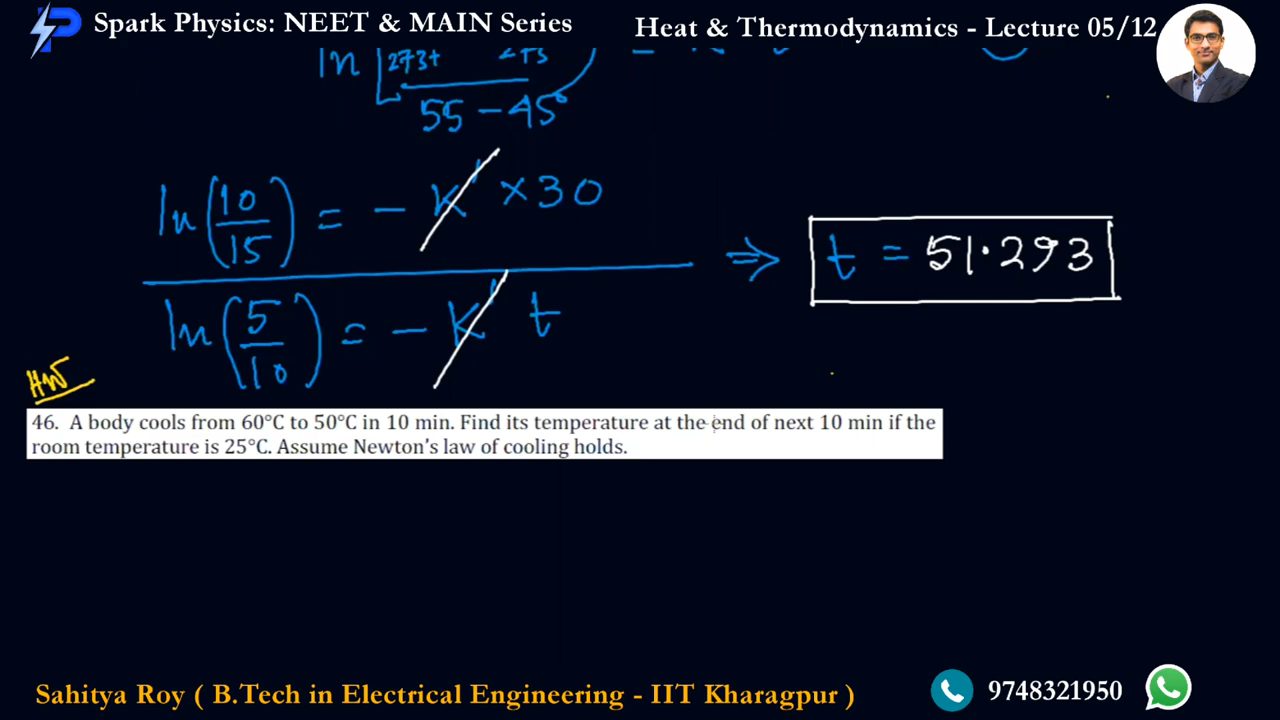 Spark Physics: NEET & MAIN Series
Heat & Thermodynamics - Lecture 05/12
ln 273+ 273
55 - 45°
ln(10/15) = - K' × 30
ln(5/10) = - K' t
⇒ t = 51.293
HW
46. A body cools from 60°C to 50°C in 10 min. Find its temperature at the end of next 10 min if the
room temperature is 25°C. Assume Newton's law of cooling holds.
Sahitya Roy ( B.Tech in Electrical Engineering - IIT Kharagpur )
9748321950